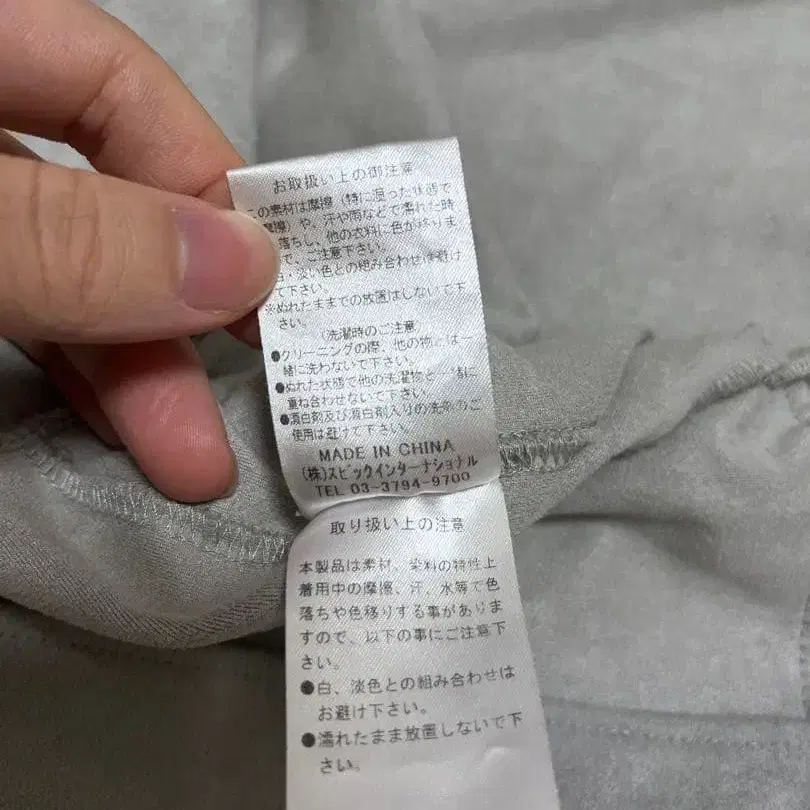 お取扱い上の御注意
この素材は摩擦（特に湿った状態で
摩擦）や、汗や雨などで濡れた時
落ちし、他の衣料に色が移りま
で、ご注意下さい。
白・淡い色との組み合わせは避け
て下さい。
※ぬれたままでの放置はしないで下
さい。
（洗濯時のご注意
●クリーニングの際、他の物とは一
緒に洗わないで下さい。
●ぬれた状態で他の洗濯物と一緒に
重ね合わせないで下さい。
●漂白剤及び漂白剤入りの洗剤のご
使用は避けて下さい。
MADE IN CHINA
(株)スピックインターナショナル
TEL 03-3794-9700
取り扱い上の注意
本製品は素材、染料の特性上
着用中の摩擦、汗、水等で色
落ちや色移りする事がありま
すので、以下の事にご注意下
さい。
●白、淡色との組み合わせは
お避け下さい。
●濡れたまま放置しないで下
さい。